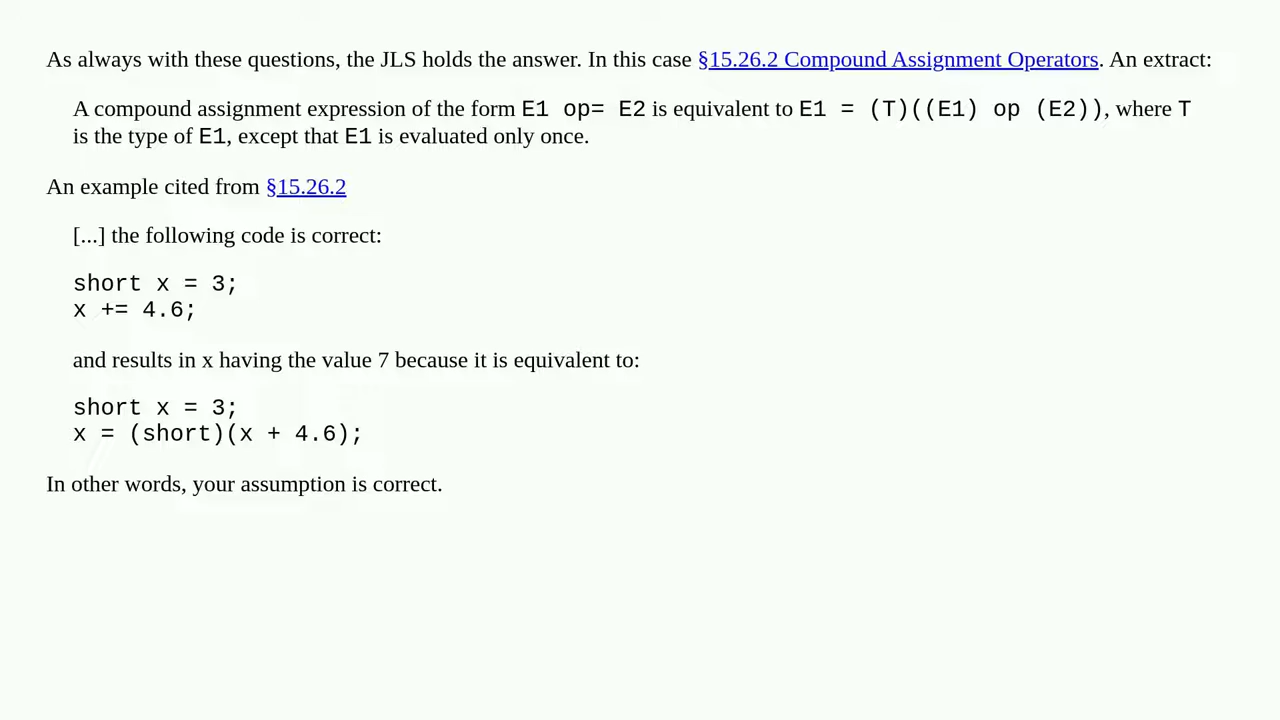 As always with these questions, the JLS holds the answer. In this case §15.26.2 Compound Assignment Operators. An extract:
A compound assignment expression of the form E1 op= E2 is equivalent to E1 = (T)((E1) op (E2)), where T
is the type of E1, except that E1 is evaluated only once.
An example cited from §15.26.2
[...] the following code is correct:
short x = 3;
x += 4.6;
and results in x having the value 7 because it is equivalent to:
short x = 3;
x = (short)(x + 4.6);
In other words, your assumption is correct.